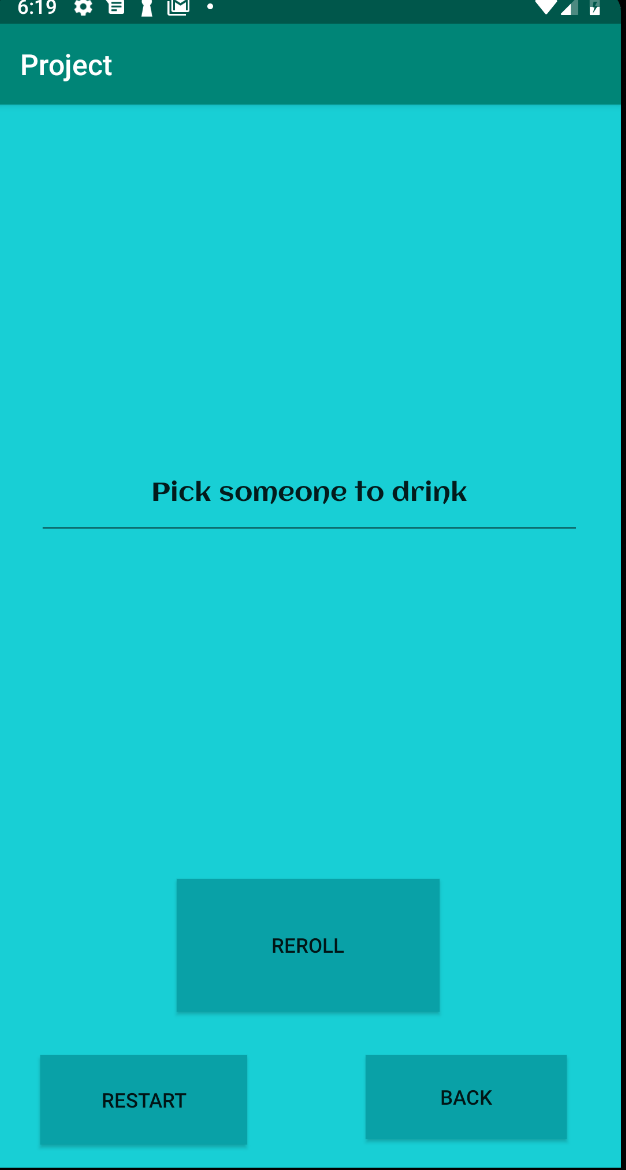 6:19
Project
Pick someone to drink
REROLL
RESTART
BACK